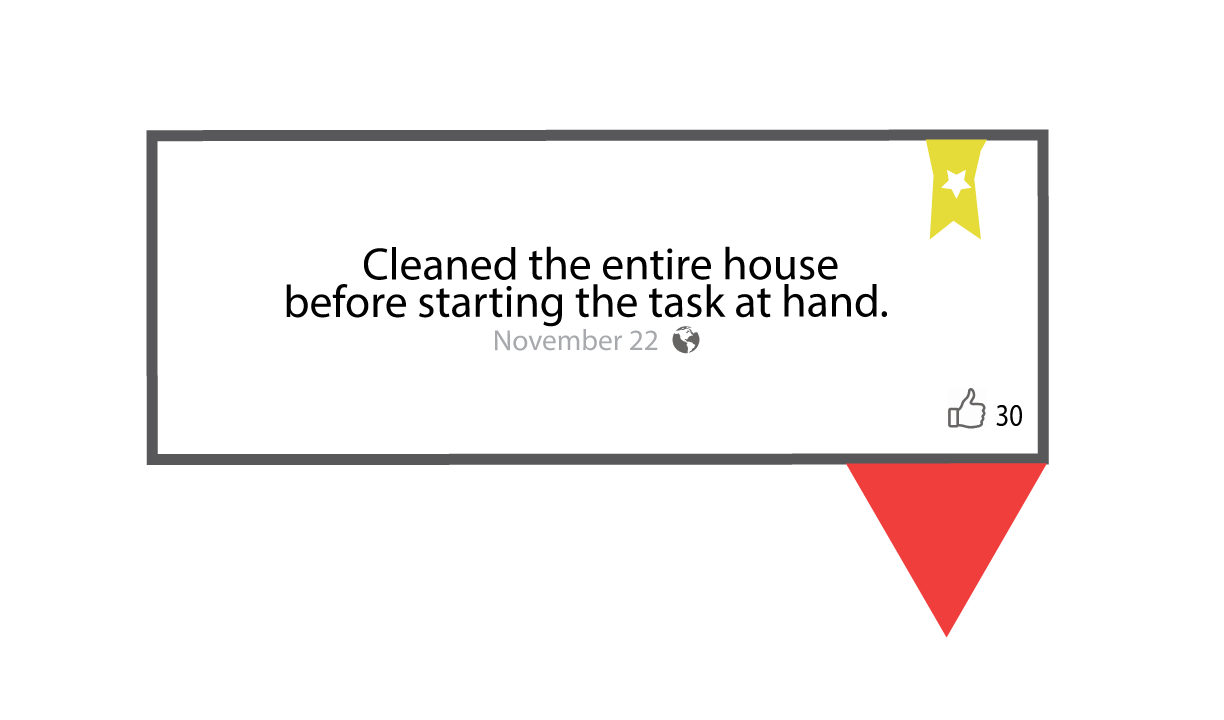 Cleaned the entire house
before starting the task at hand.
November 22
30